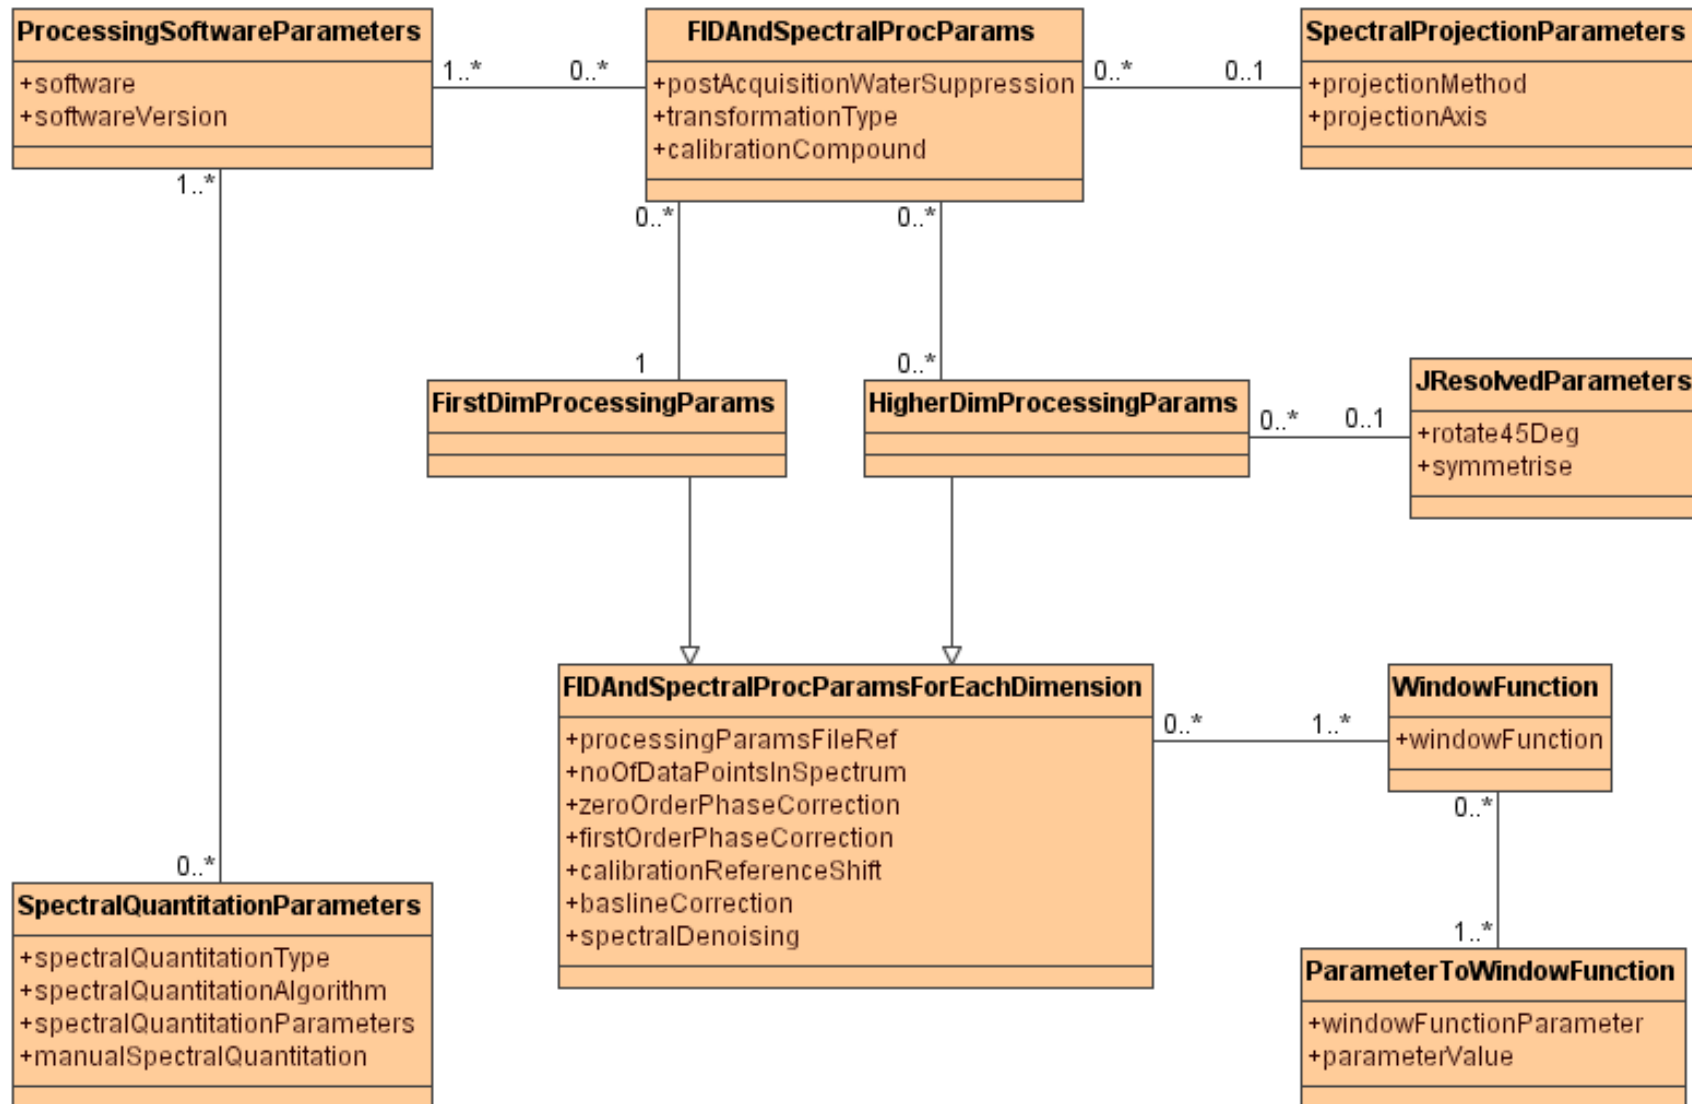 ProcessingSoftwareParameters
+software
+softwareVersion
1..*
0..*
FIDAndSpectralProcParams
+postAcquisitionWaterSuppression
+transformationType
+calibrationCompound
0..*
0..1
SpectralProjectionParameters
+projectionMethod
+projectionAxis
1..*
0..*
0..*
1
0..*
FirstDimProcessingParams
HigherDimProcessingParams
0..*
0..1
JResolvedParameters
+rotate45Deg
+symmetrise
FIDAndSpectralProcParamsForEachDimension
+processingParamsFileRef
+noOfDataPointsInSpectrum
+zeroOrderPhaseCorrection
+firstOrderPhaseCorrection
+calibrationReferenceShift
+baslineCorrection
+spectralDenoising
0..*
1..*
WindowFunction
+windowFunction
0..*
1..*
0..*
SpectralQuantitationParameters
+spectralQuantitationType
+spectralQuantitationAlgorithm
+spectralQuantitationParameters
+manualSpectralQuantitation
ParameterToWindowFunction
+windowFunctionParameter
+parameterValue